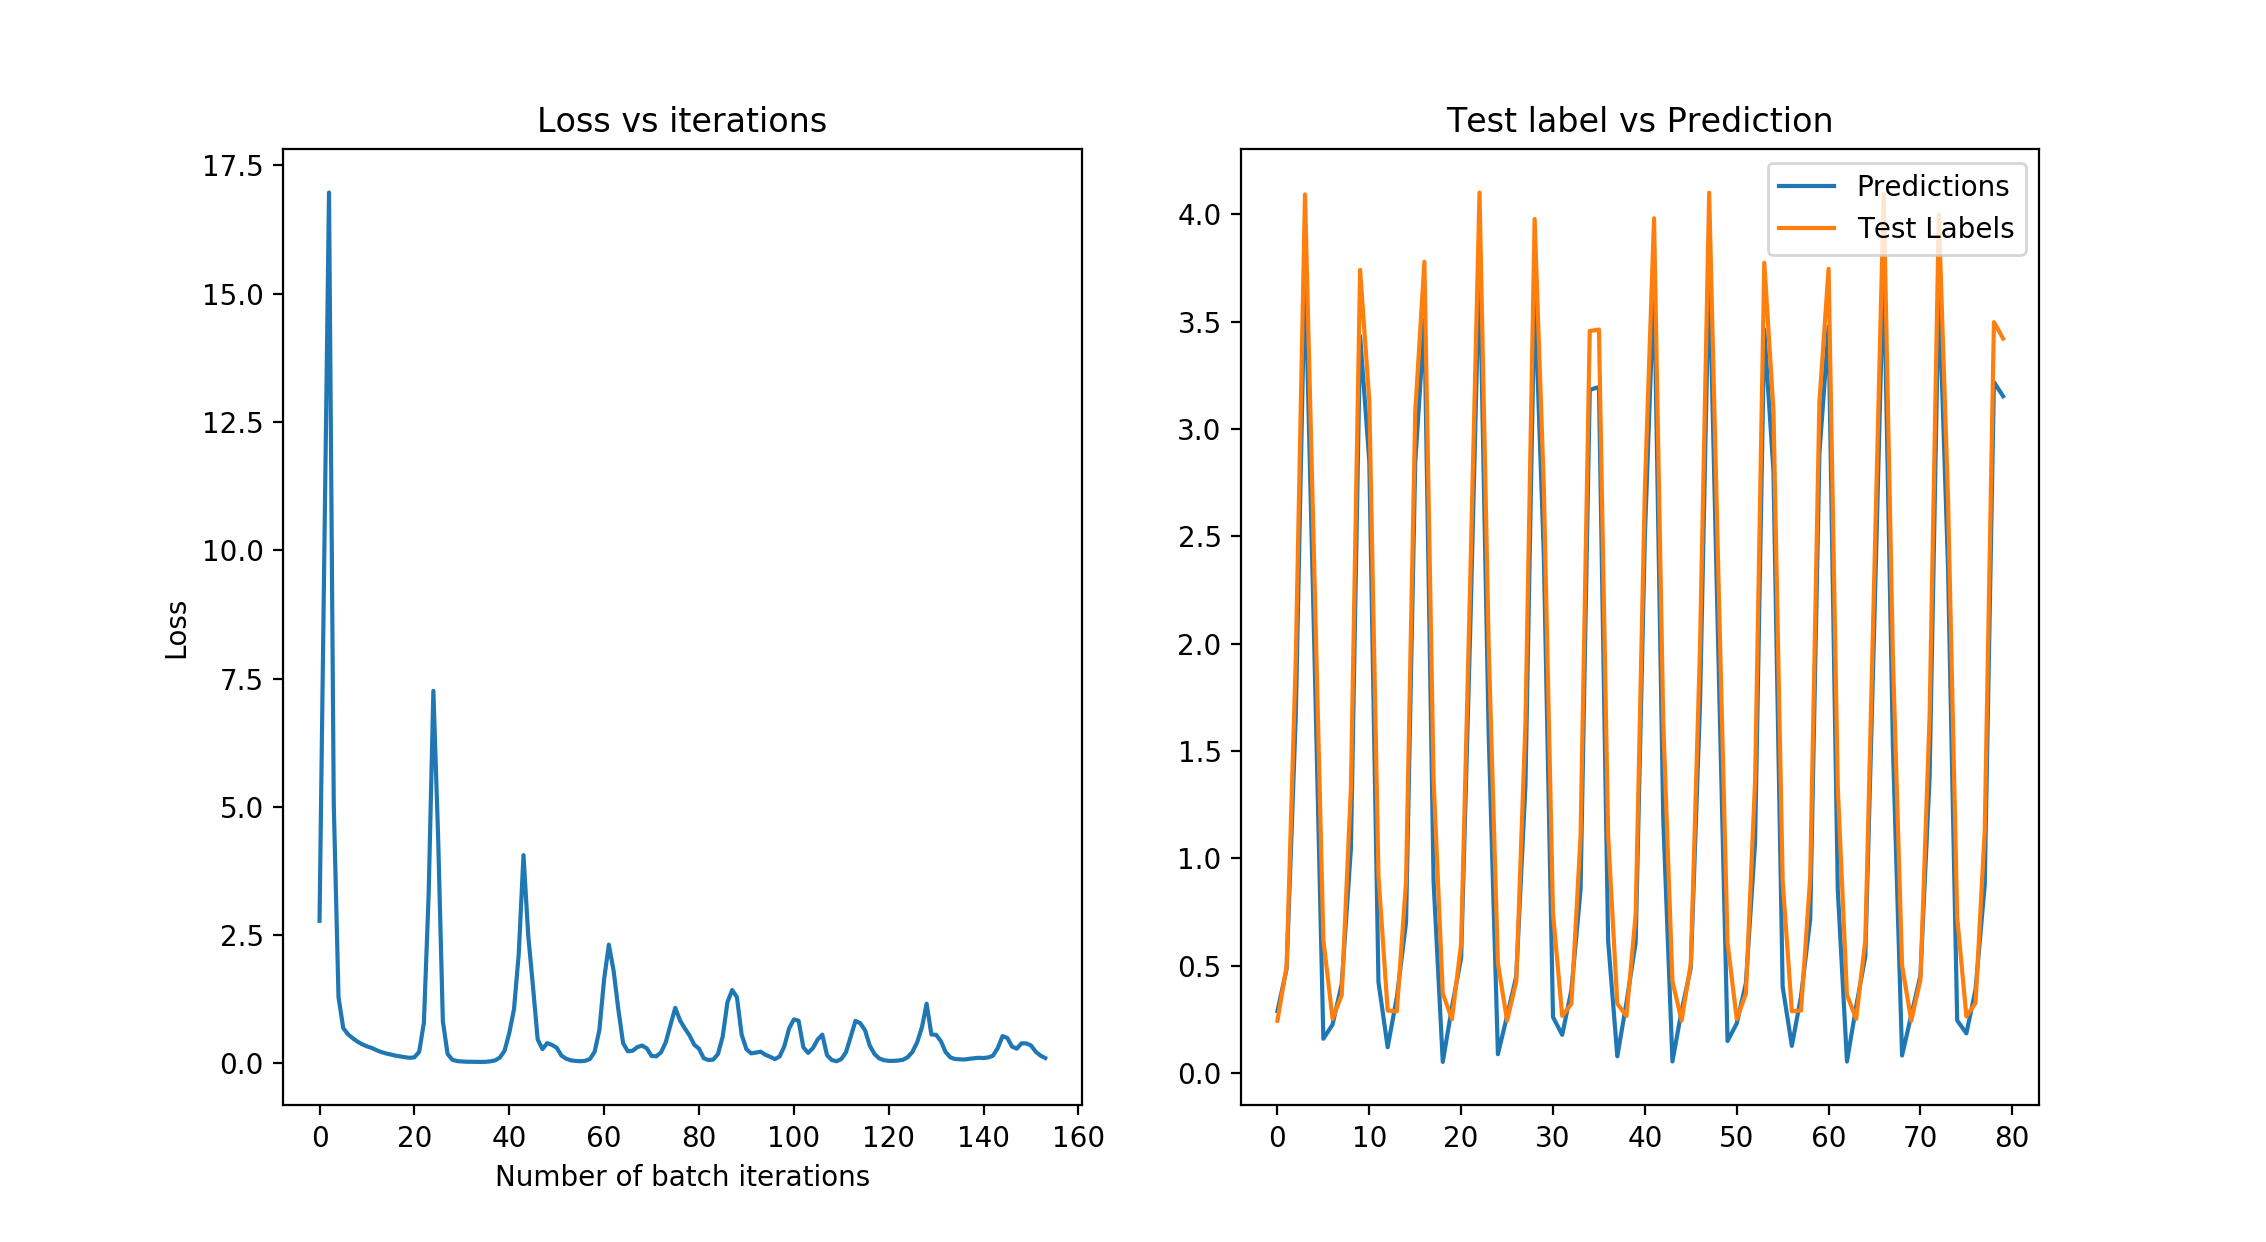 Loss vs iterations
17.5
15.0
12.5
10.0
7.5
5.0
2.5
0.0
Loss
0 20 40 60 80 100 120 140 160
Number of batch iterations
Test label vs Prediction
Predictions
Test Labels
4.0
3.5
3.0
2.5
2.0
1.5
1.0
0.5
0.0
0 10 20 30 40 50 60 70 80